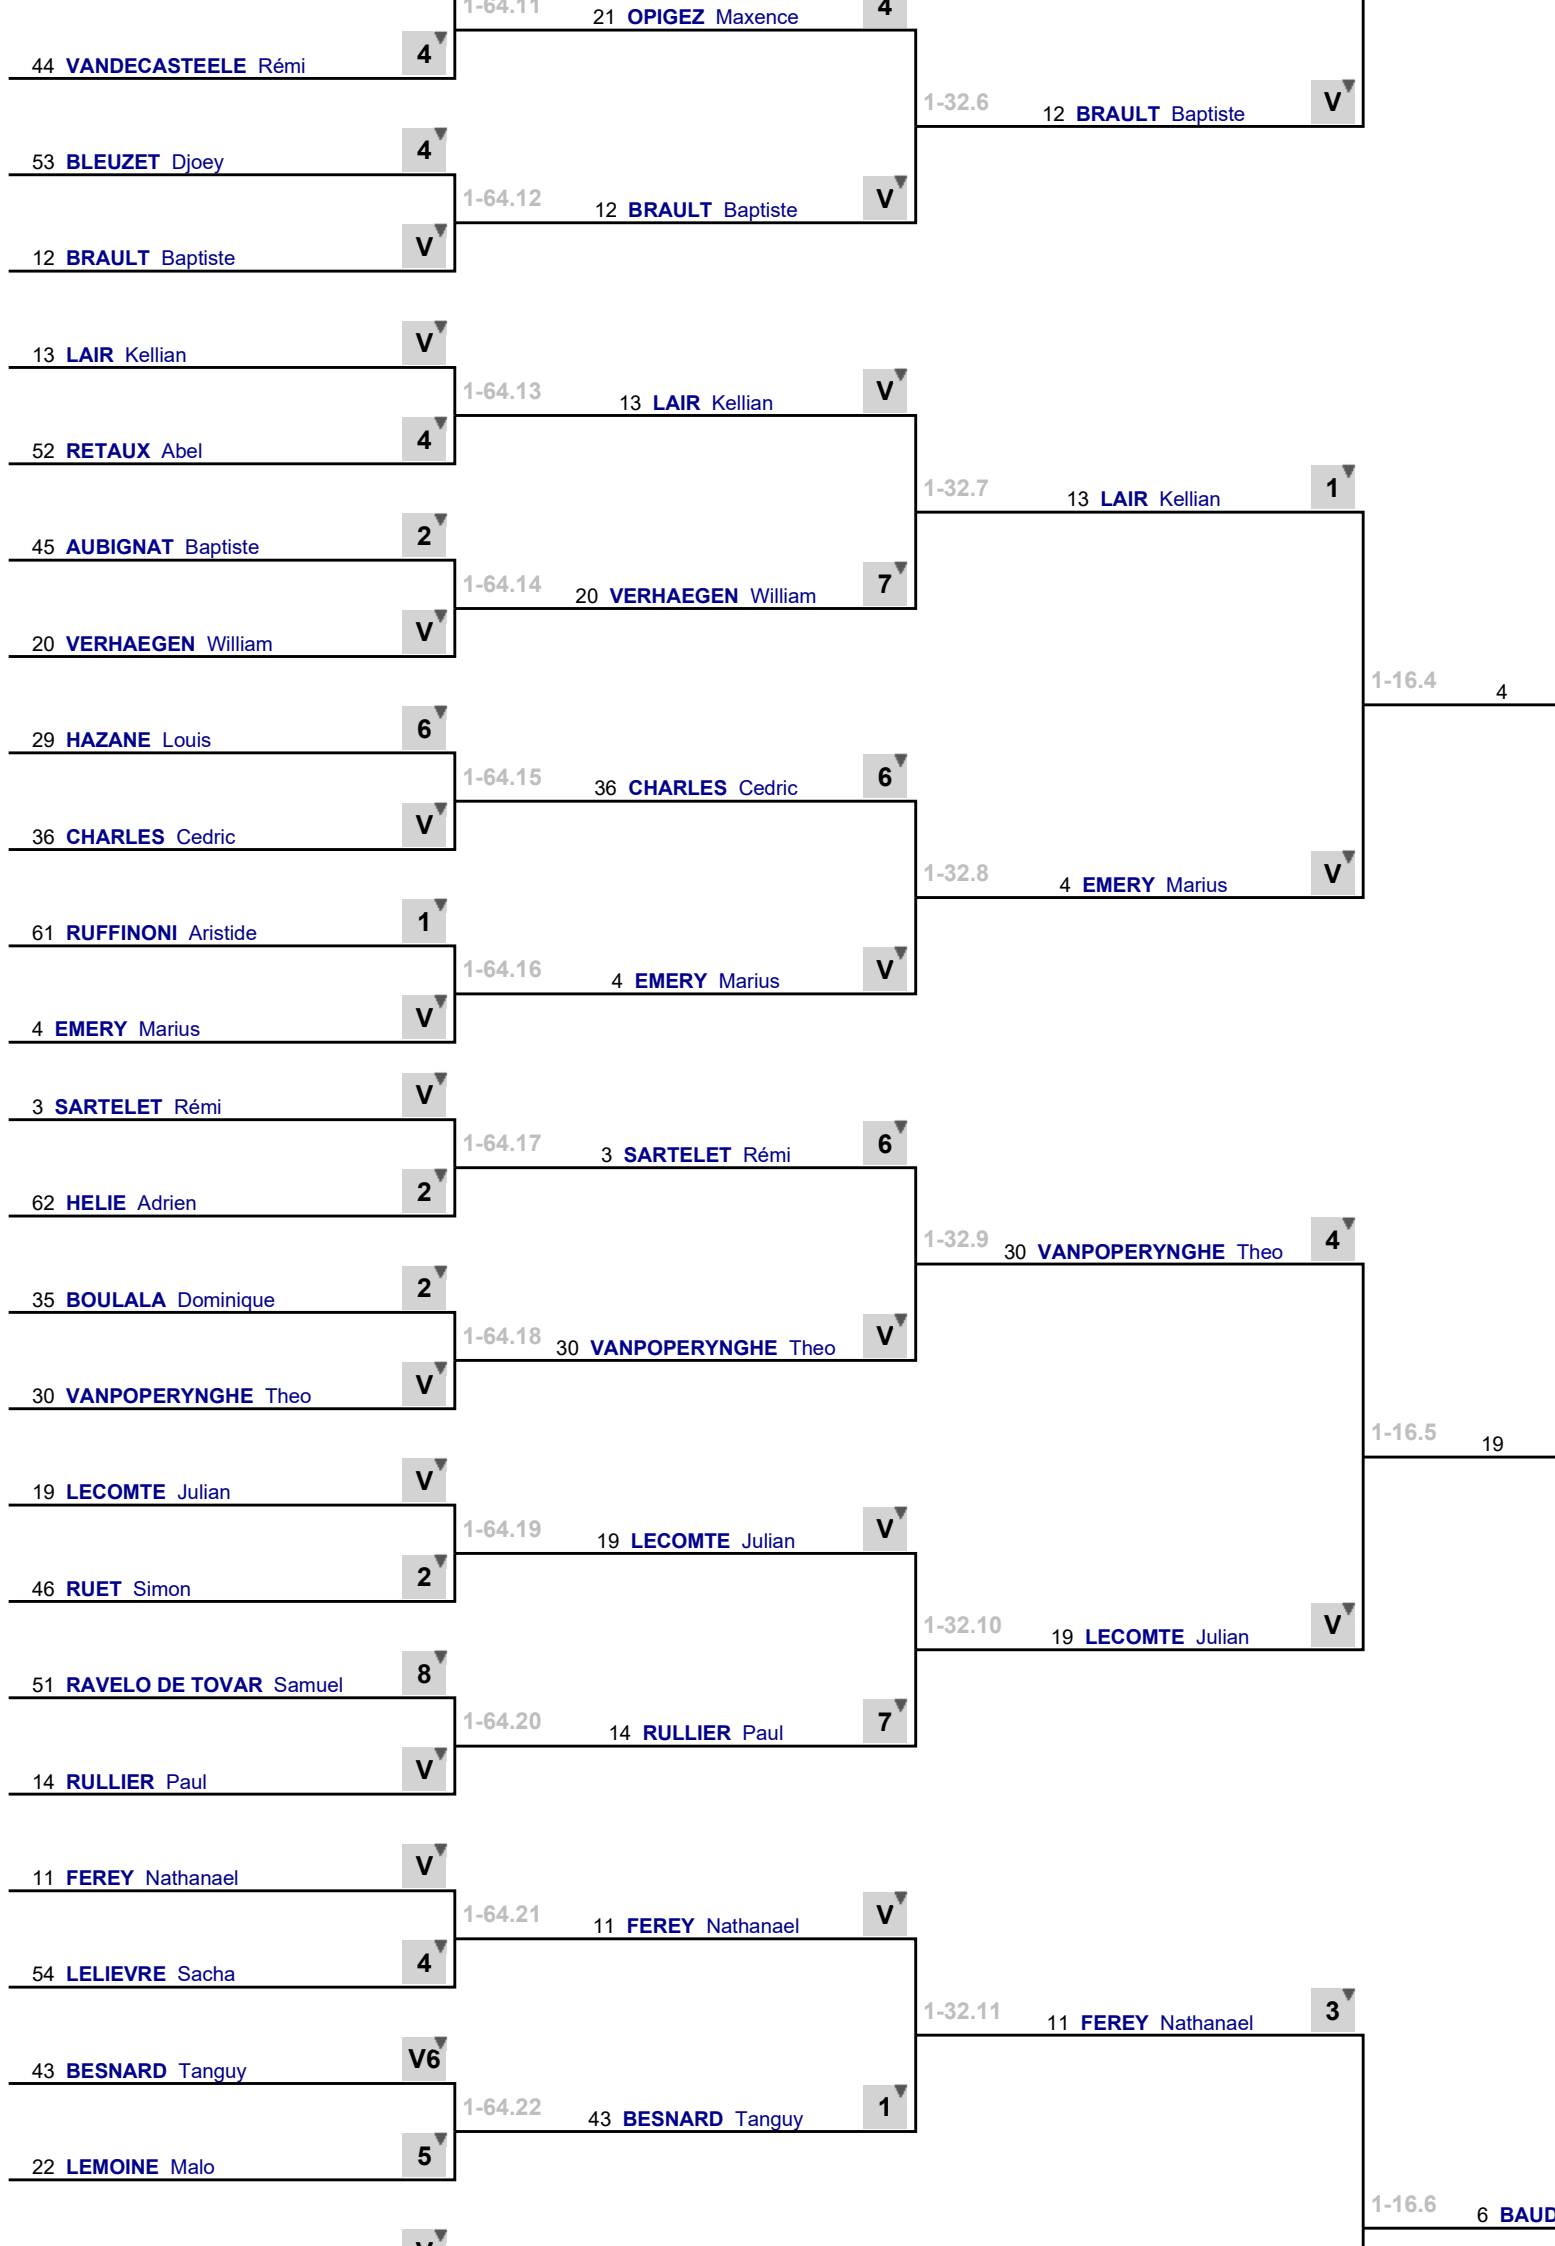 1-64.11
21 OPIGEZ Maxence 4
44 VANDECASTEELE Rémi 4
1-32.6 12 BRAULT Baptiste V
53 BLEUZET Djoey 4
1-64.12 12 BRAULT Baptiste V
12 BRAULT Baptiste V
13 LAIR Kellian V
1-64.13 13 LAIR Kellian V
52 RETAUX Abel 4
1-32.7 13 LAIR Kellian 1
45 AUBIGNAT Baptiste 2
1-64.14 20 VERHAEGEN William 7
20 VERHAEGEN William V
1-16.4 4
29 HAZANE Louis 6
1-64.15 36 CHARLES Cedric 6
36 CHARLES Cedric V
1-32.8 4 EMERY Marius V
61 RUFFINONI Aristide 1
1-64.16 4 EMERY Marius V
4 EMERY Marius V
3 SARTELET Rémi V
1-64.17 3 SARTELET Rémi 6
62 HELIE Adrien 2
1-32.9 30 VANPOPERYNGHE Theo 4
35 BOULALA Dominique 2
1-64.18 30 VANPOPERYNGHE Theo V
30 VANPOPERYNGHE Theo V
1-16.5 19
19 LECOMTE Julian V
1-64.19 19 LECOMTE Julian V
46 RUET Simon 2
1-32.10 19 LECOMTE Julian V
51 RAVELO DE TOVAR Samuel 8
1-64.20 14 RULLIER Paul 7
14 RULLIER Paul V
11 FEREY Nathanael V
1-64.21 11 FEREY Nathanael V
54 LELIEVRE Sacha 4
1-32.11 11 FEREY Nathanael 3
43 BESNARD Tanguy V6
1-64.22 43 BESNARD Tanguy 1
22 LEMOINE Malo 5
1-16.6 6 BAUD
V